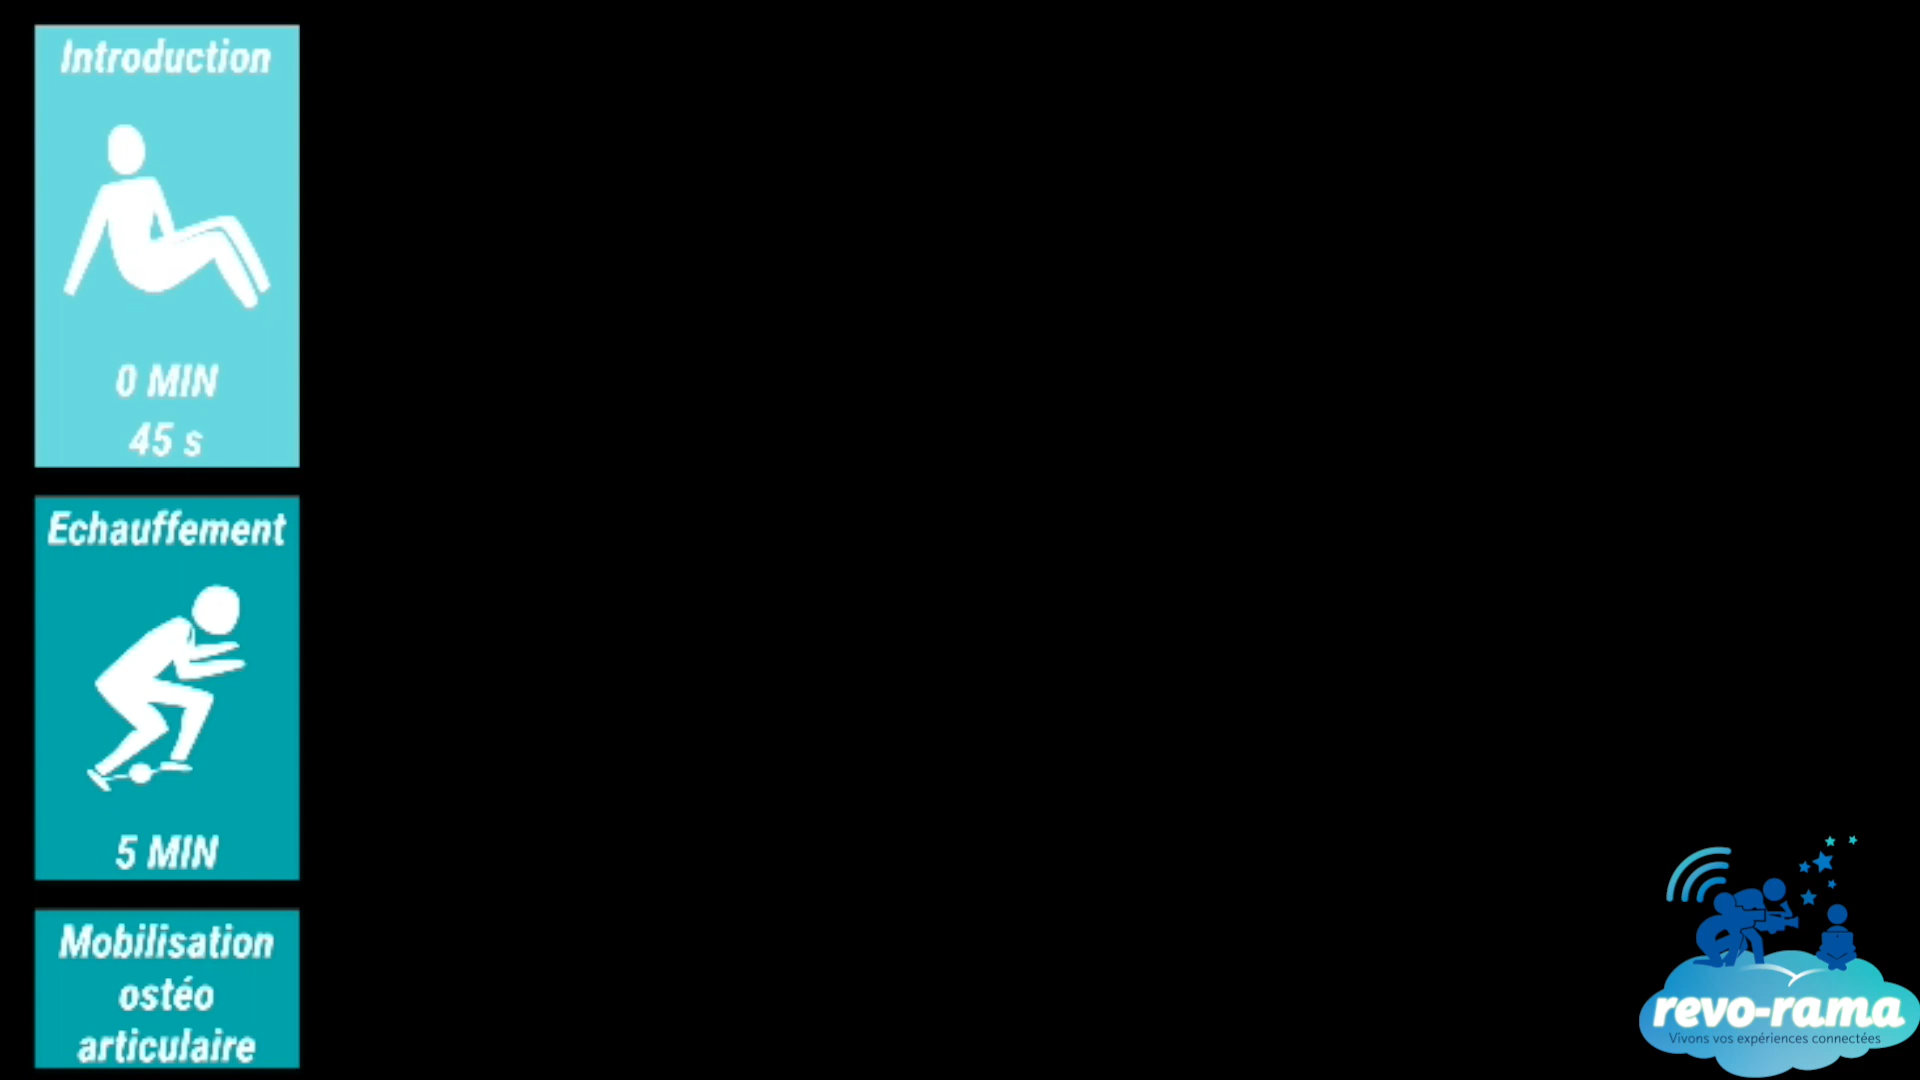 Introduction
0 MIN
45 s
Echauffement
5 MIN
Mobilisation
ostéo
articulaire
revo-rama
Vivons vos expériences connectées